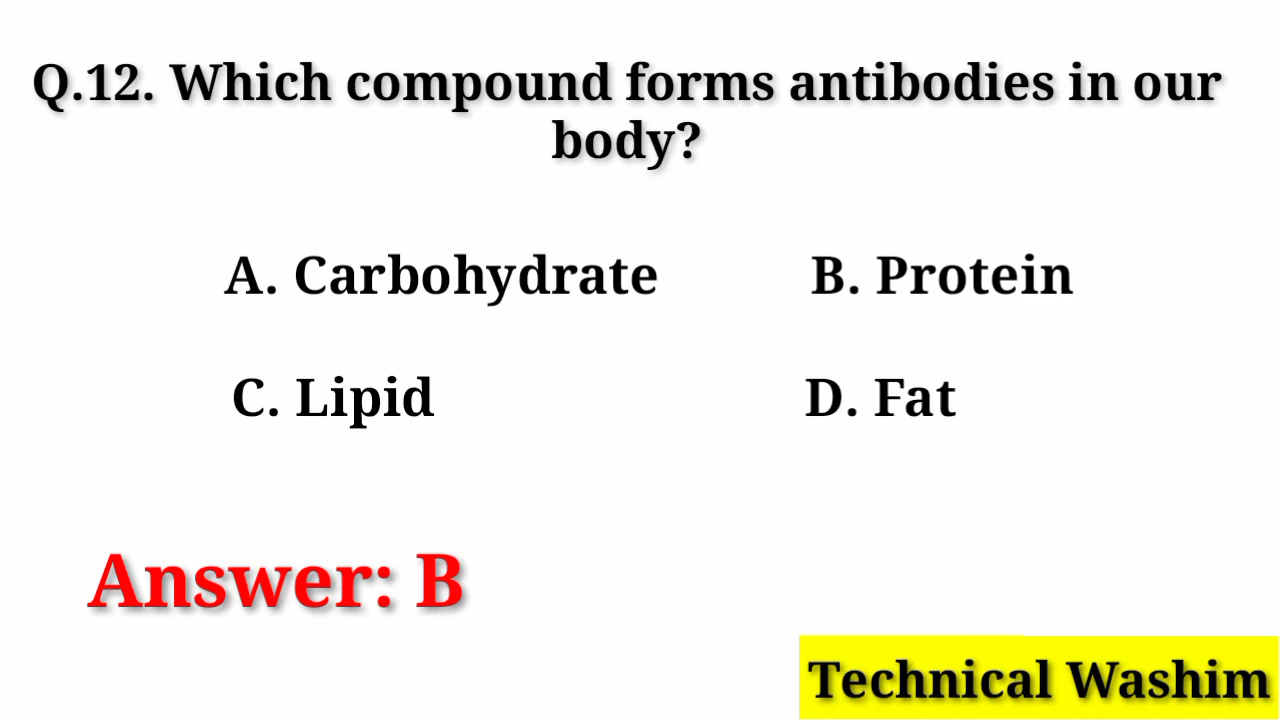 Q.12. Which compound forms antibodies in our
body?
A. Carbohydrate B. Protein
C. Lipid D. Fat
Answer: B
Technical Washim